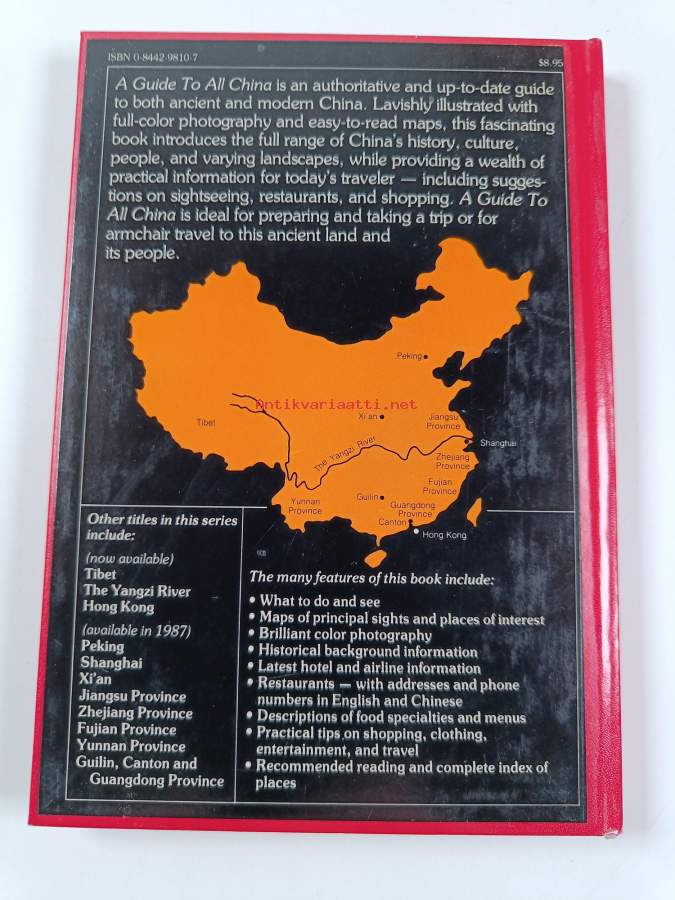 ISBN 0-8442-9810-7
$8.95
A Guide To All China is an authoritative and up-to-date guide
to both ancient and modern China. Lavishly illustrated with
full-color photography and easy-to-read maps, this fascinating
book introduces the full range of China's history, culture,
people, and varying landscapes, while providing a wealth of
practical information for today's traveler — including sugges-
tions on sightseeing, restaurants, and shopping. A Guide To
All China is ideal for preparing and taking a trip or for
armchair travel to this ancient land and
its people.
Peking
Antikvariaatti.net
Xi'an
Jiangsu
Province
Tibet
Shanghai
The Yangzi River
Zhejiang
Province
Fujian
Province
Yunnan
Province
Guilin
Guangdong
Province
Canton
Hong Kong
Other titles in this series
include:
(now available)
Tibet
The Yangzi River
Hong Kong
(available in 1987)
Peking
Shanghai
Xi'an
Jiangsu Province
Zhejiang Province
Fujian Province
Yunnan Province
Guilin, Canton and
Guangdong Province
The many features of this book include:
• What to do and see
• Maps of principal sights and places of interest
• Brilliant color photography
• Historical background information
• Latest hotel and airline information
• Restaurants — with addresses and phone
numbers in English and Chinese
• Descriptions of food specialties and menus
• Practical tips on shopping, clothing,
entertainment, and travel
• Recommended reading and complete index of
places